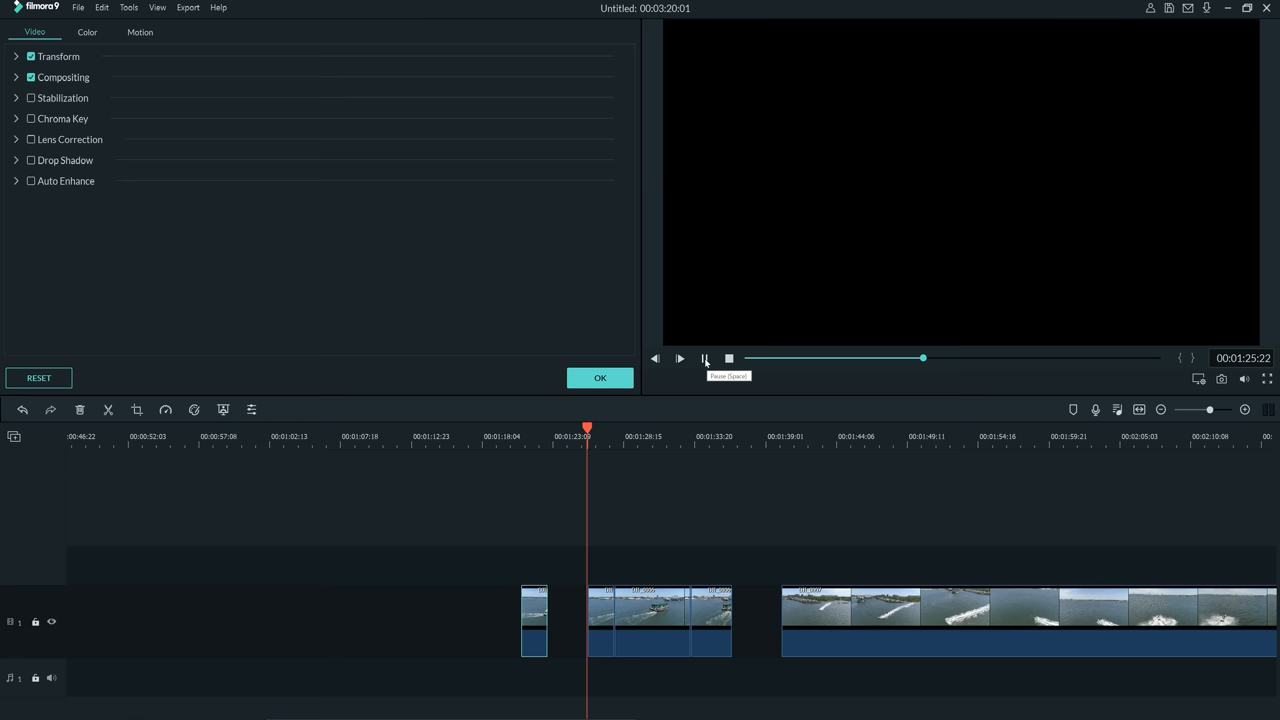 filmora 9 File Edit Tools View Export Help Untitled: 00:03:20:01
Video Color Motion
Transform
Compositing
Stabilization
Chroma Key
Lens Correction
Drop Shadow
Auto Enhance
RESET OK
00:01:25:22
Pause (Space)
:00:46:22 00:00:52:03 00:00:57:08 00:01:02:13 00:01:07:18 00:01:12:23 00:01:18:04 00:01:23:09 00:01:28:15 00:01:33:20 00:01:39:01 00:01:44:06 00:01:49:11 00:01:54:16 00:01:59:21 00:02:05:03 00:02:10:08 00:
DJI_0007
1
1